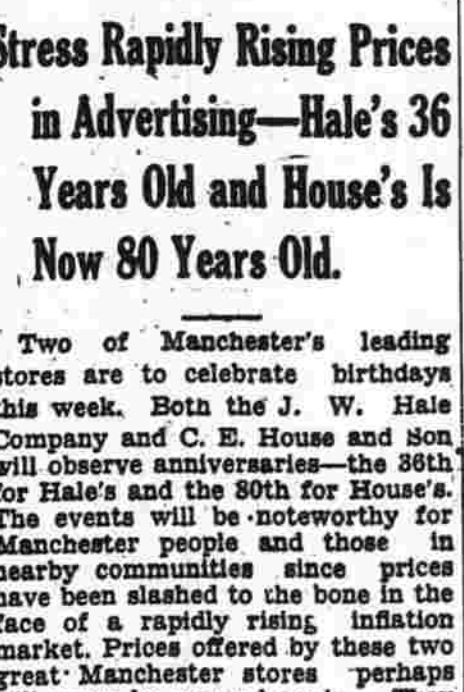 Stress Rapidly Rising Prices
in Advertising—Hale's 36
Years Old and House's Is
Now 80 Years Old.
Two of Manchester's leading
stores are to celebrate birthdays
this week. Both the J. W. Hale
Company and C. E. House and Son
will observe anniversaries—the 36th
for Hale's and the 80th for House's.
The events will be noteworthy for
Manchester people and those in
nearby communities since prices
have been slashed to the bone in the
face of a rapidly rising inflation
market. Prices offered by these two
great Manchester stores perhaps